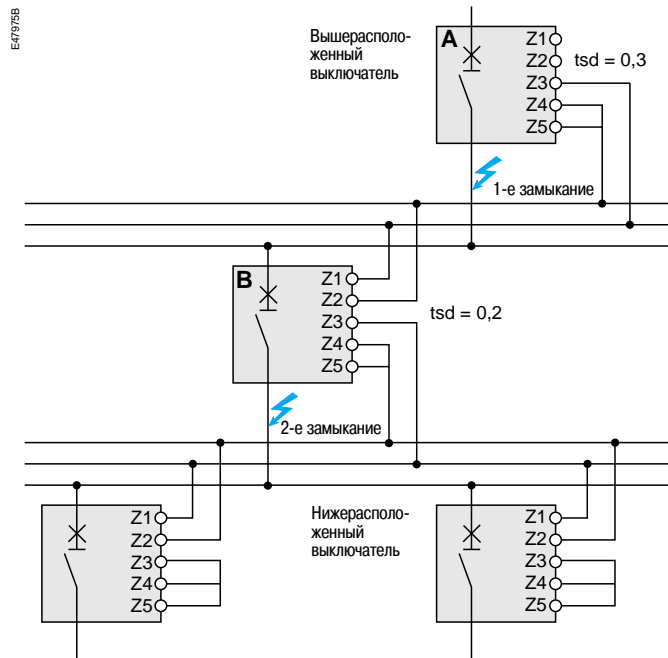 E47975B
Вышерасполо-
женный
выключатель
A
Z1
Z2
Z3
Z4
Z5
tsd = 0,3
1-е замыкание
B
Z1
Z2
Z3
Z4
Z5
tsd = 0,2
2-е замыкание
Нижерасполо-
женный
выключатель
Z1
Z2
Z3
Z4
Z5
Z1
Z2
Z3
Z4
Z5